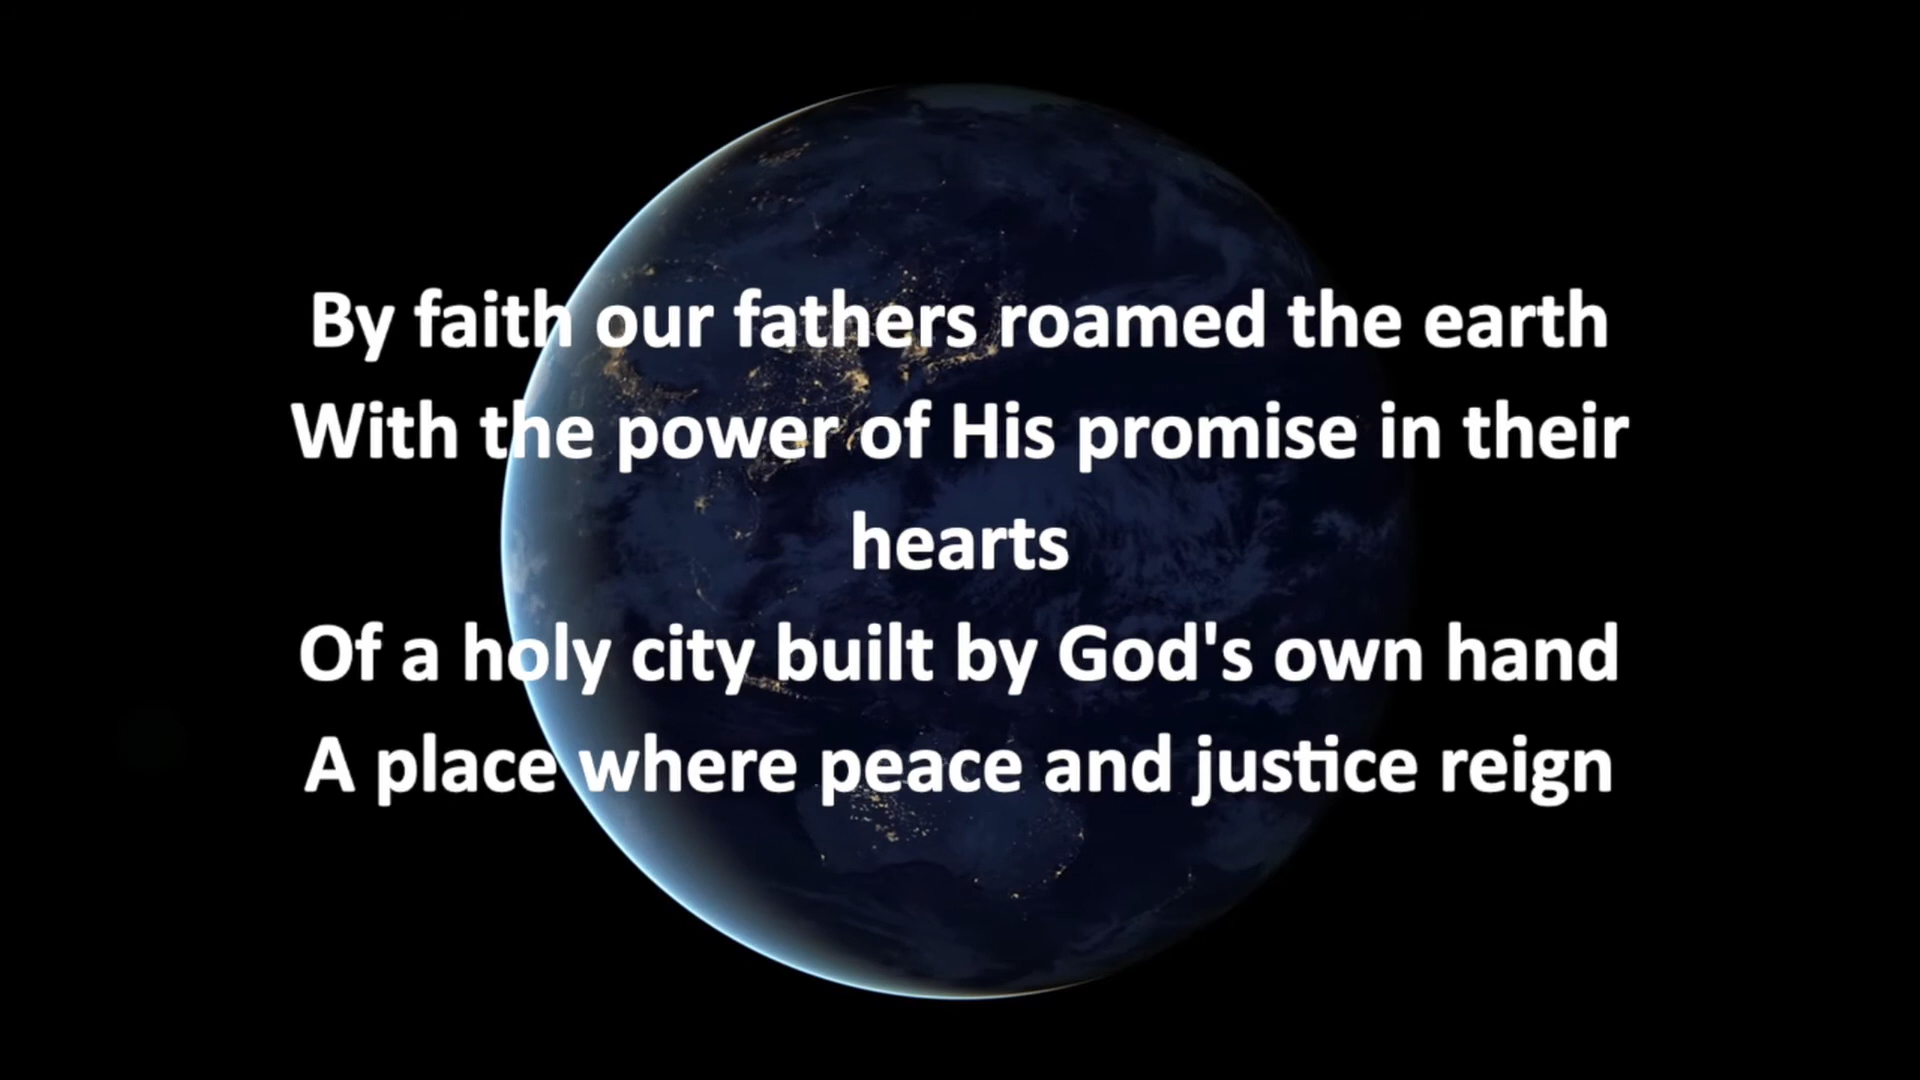 By faith our fathers roamed the earth
With the power of His promise in their
hearts
Of a holy city built by God's own hand
A place where peace and justice reign